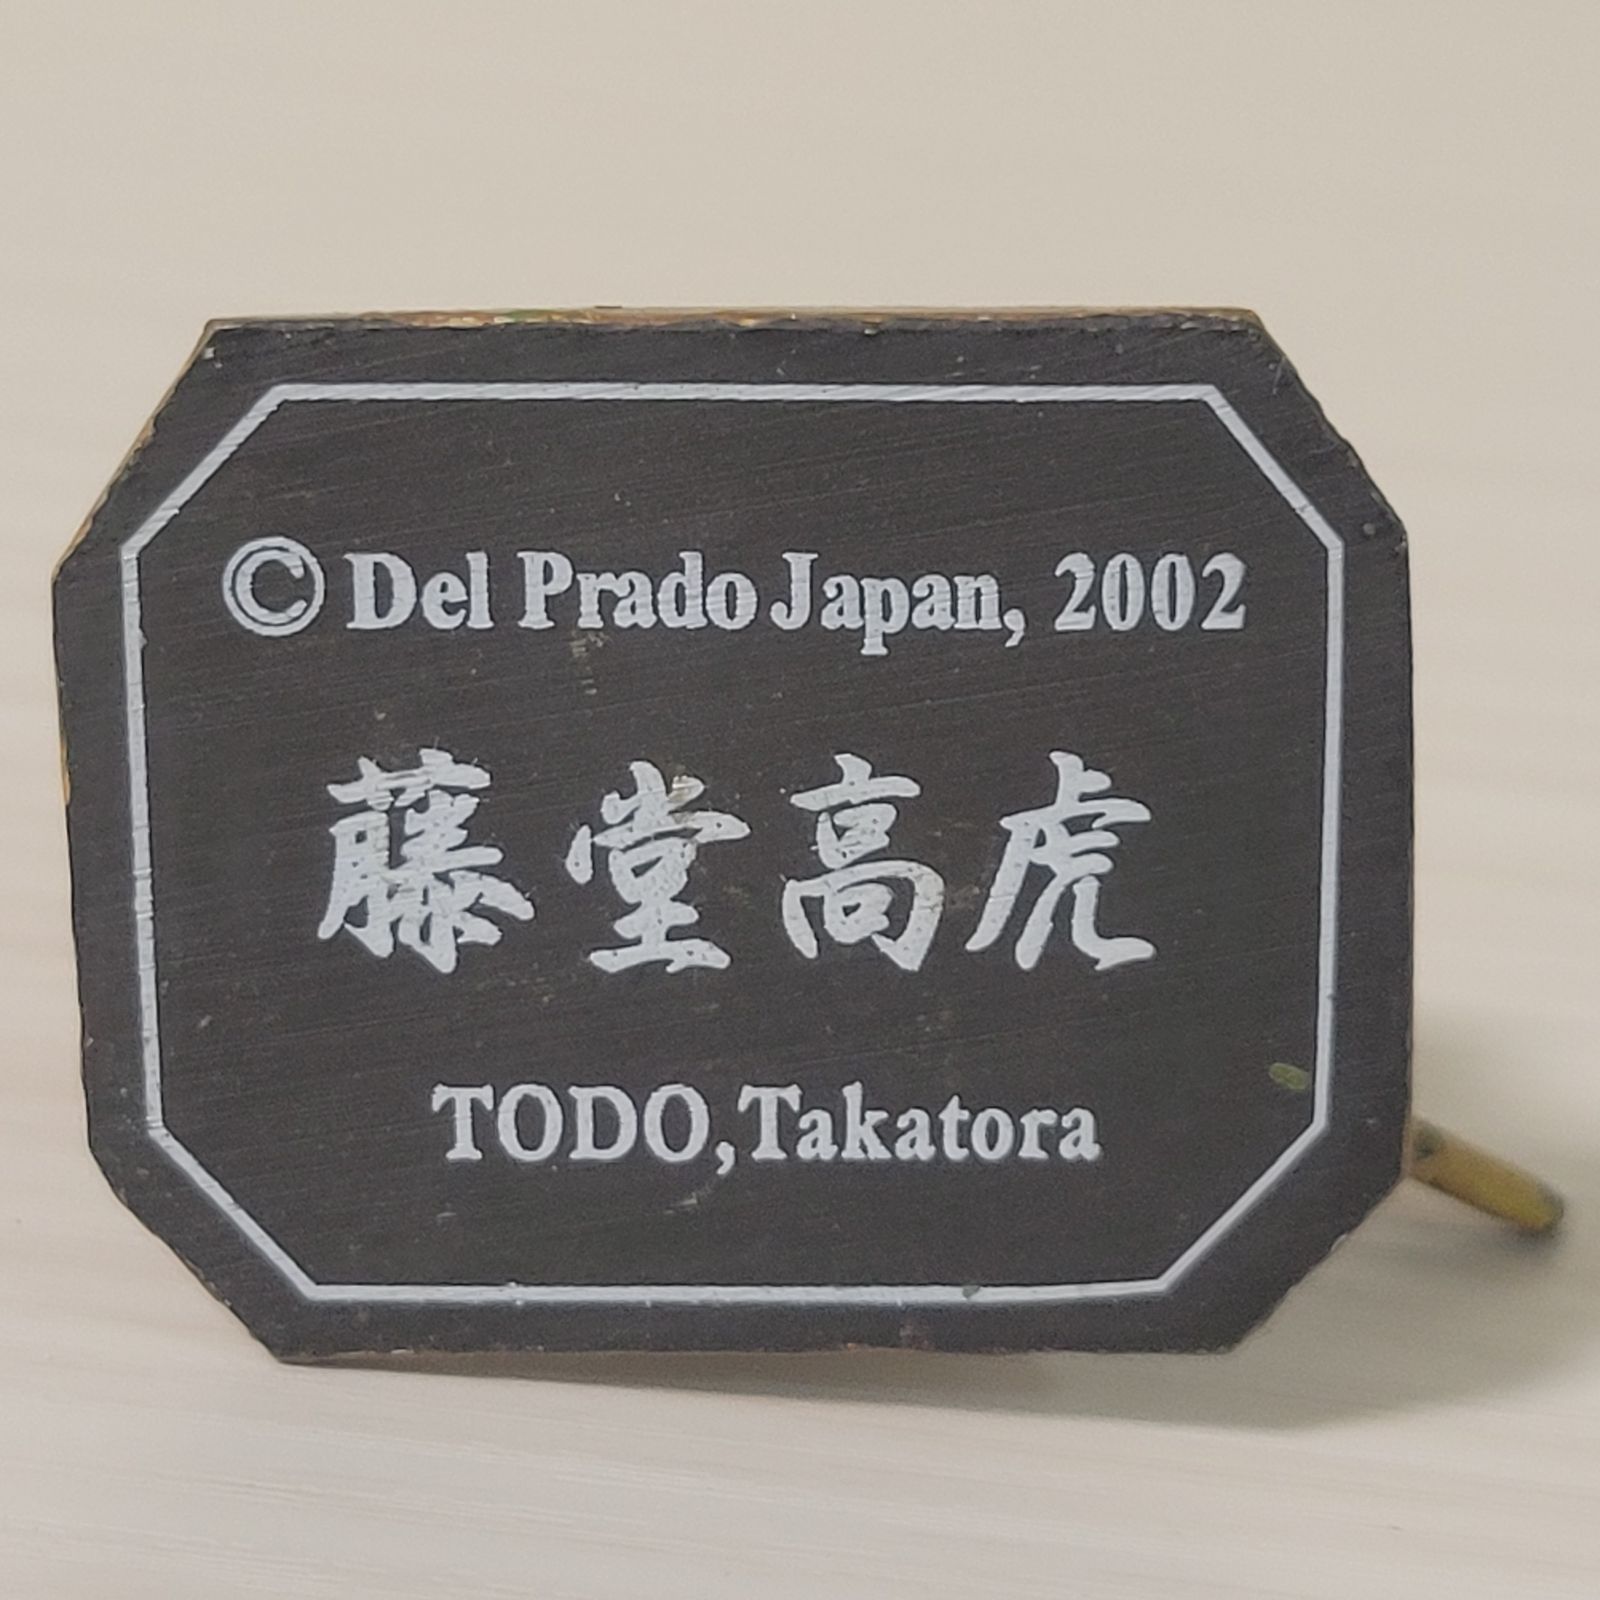 © Del Prado Japan, 2002
藤堂高虎
TODO,Takatora